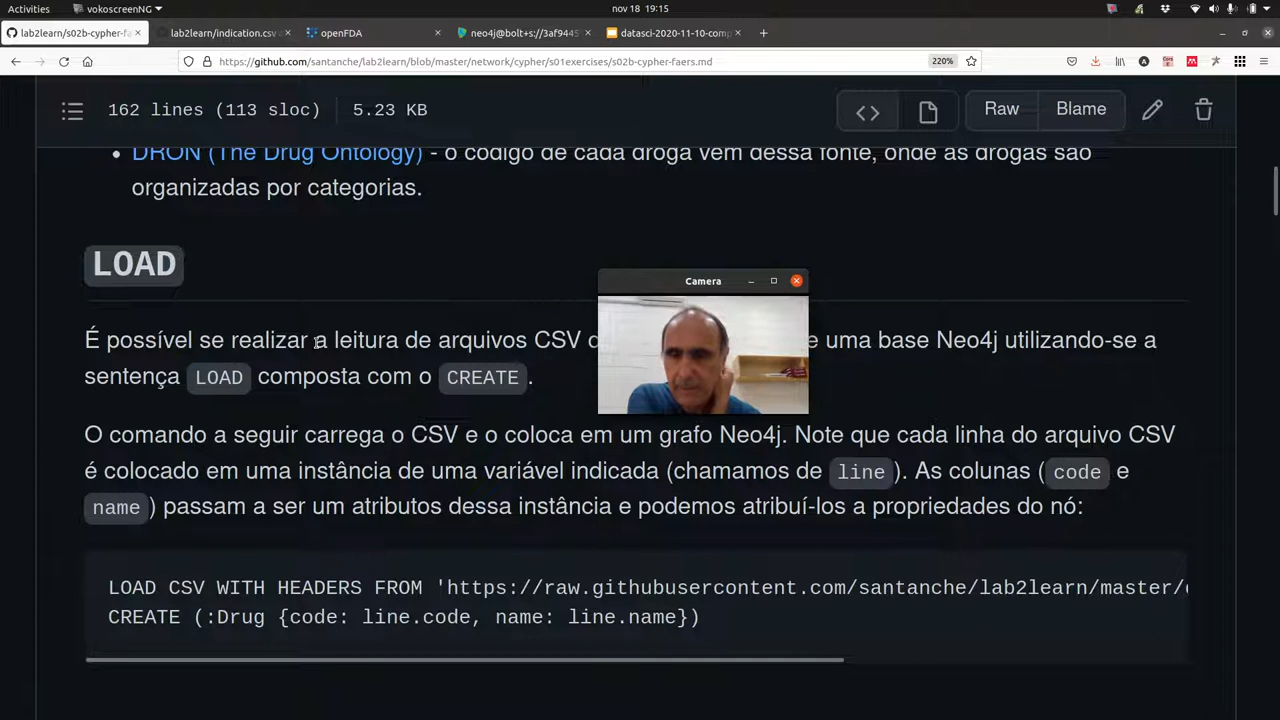 Activities
vokoscreenNG
nov 18 19:15
lab2learn/s02b-cypher-f
lab2learn/indication.csv
openFDA
neo4j@bolt+s://3af9445
datasci-2020-11-10-comp
https://github.com/santanche/lab2learn/blob/master/network/cypher/s01exercises/s02b-cypher-faers.md
220%
162 lines (113 sloc)
5.23 KB
Raw
Blame
DRON (The Drug Ontology) - o código de cada droga vem dessa fonte, onde as drogas são
organizadas por categorias.
LOAD
Camera
É possível se realizar a leitura de arquivos CSV d e uma base Neo4j utilizando-se a
sentença LOAD composta com o CREATE.
O comando a seguir carrega o CSV e o coloca em um grafo Neo4j. Note que cada linha do arquivo CSV
é colocado em uma instância de uma variável indicada (chamamos de line). As colunas (code e
name) passam a ser um atributos dessa instância e podemos atribuí-los a propriedades do nó:
LOAD CSV WITH HEADERS FROM 'https://raw.githubusercontent.com/santanche/lab2learn/master/
CREATE (:Drug {code: line.code, name: line.name})